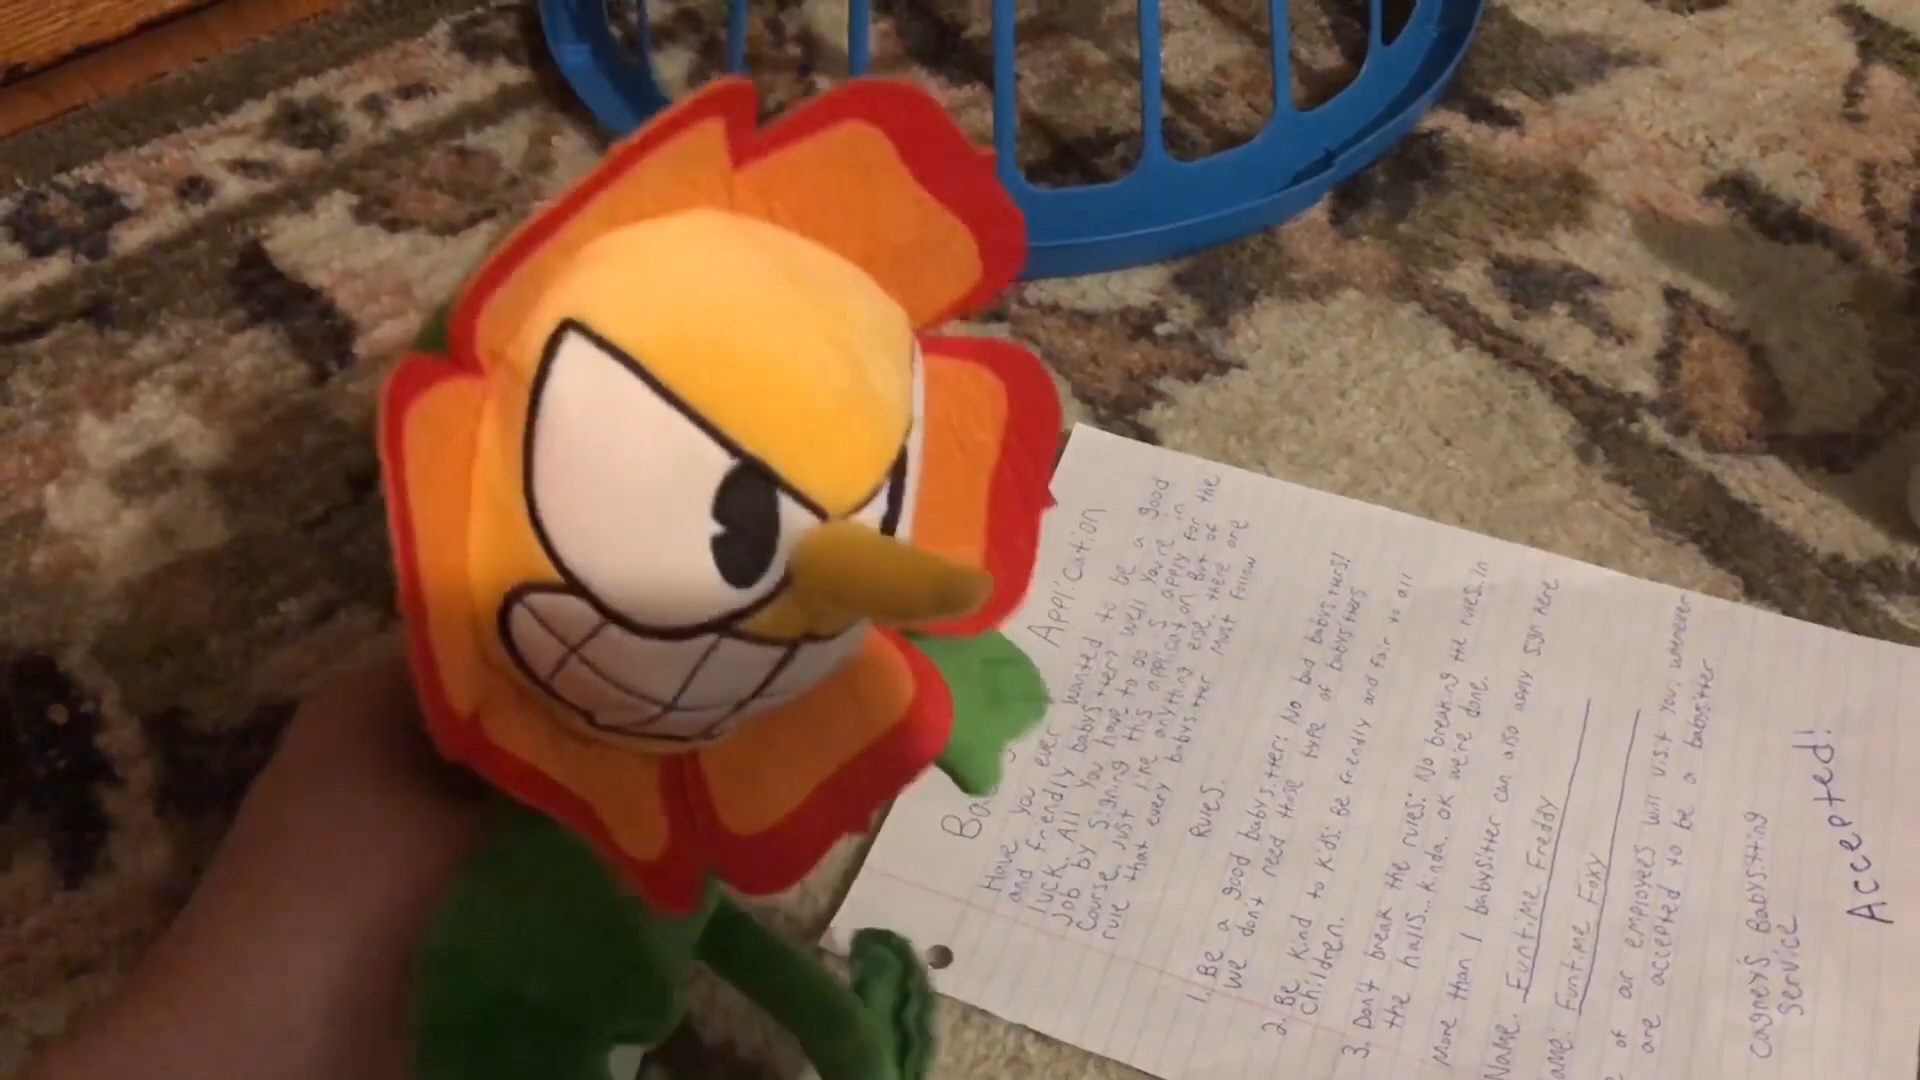 Ba Application
Have you ever wanted to be a good
and friendly babysitter? well you're in
luck. All you have to do is apply for the
job by signing this application. But of
course, just like anything else, there are
rule that every babysitter must follow
Rules.
1. Be a good babysitter: No bad babysitters!
We don't need those type of babysitters
2. Be kind to kids: Be friendly and fair to all
children.
3. Don't break the rules: No breaking the rules in
the halls... kinda. ok we're done.
More than 1 babysitter can also apply sign here
Name: Funtime Freddy
ame: Funtime Foxy
of ar employes will visit you, whenever
are accepted to be a babysitter
Cagneys Babysitting
Service
Accepted!